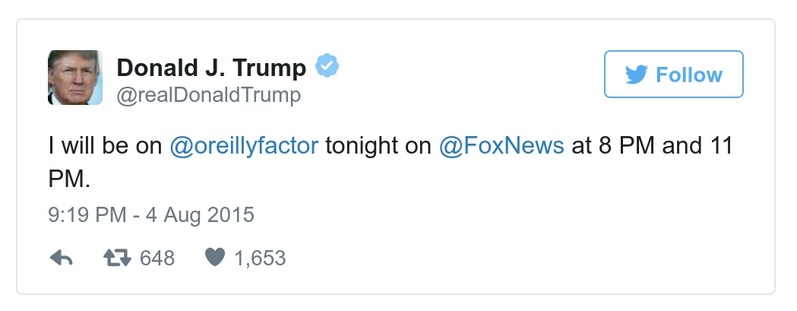 Donald J. Trump
@realDonaldTrump
Follow
I will be on @oreillyfactor tonight on @FoxNews at 8 PM and 11
PM.
9:19 PM - 4 Aug 2015
648 1,653